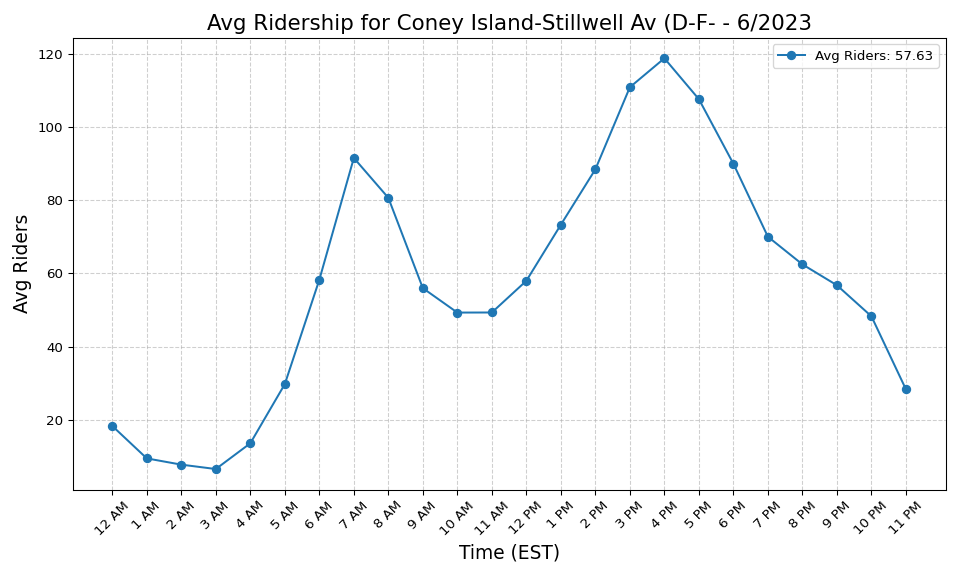 Avg Ridership for Coney Island-Stillwell Av (D-F- - 6/2023
Avg Riders: 57.63
Avg Riders
120
100
80
60
40
20
12 AM
1 AM
2 AM
3 AM
4 AM
5 AM
6 AM
7 AM
8 AM
9 AM
10 AM
11 AM
12 PM
1 PM
2 PM
3 PM
4 PM
5 PM
6 PM
7 PM
8 PM
9 PM
10 PM
11 PM
Time (EST)